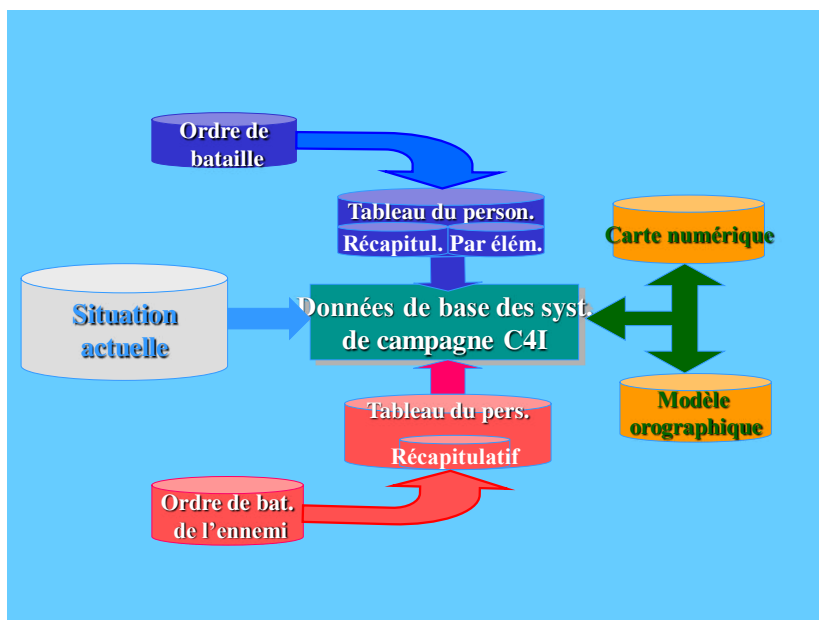 Ordre de
bataille
Tableau du person.
Récapitul.
Par élém.
Carte numérique
Situation
actuelle
Données de base des syst.
de campagne C4I
Modèle
orographique
Tableau du pers.
Récapitulatif
Ordre de bat.
de l’ennemi